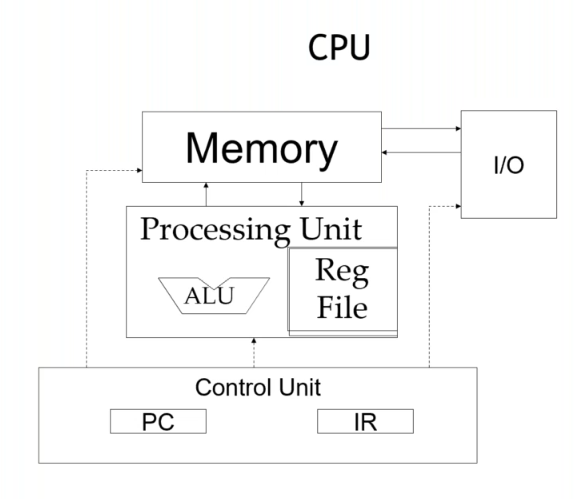 CPU
Memory
I/O
Processing Unit
ALU
Reg
File
Control Unit
PC
IR